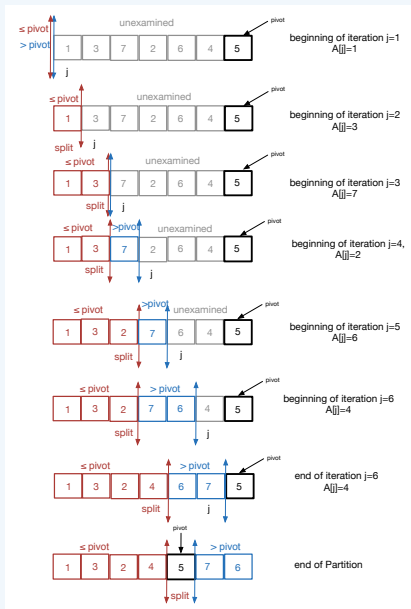 pivot
unexamined
≤ pivot
> pivot
1 3 7 2 6 4 5
beginning of iteration j=1
A[j]=1
j
pivot
unexamined
≤ pivot
1 3 7 2 6 4 5
beginning of iteration j=2
A[j]=3
split
j
pivot
unexamined
≤ pivot
1 3 7 2 6 4 5
beginning of iteration j=3
A[j]=7
split
j
pivot
≤ pivot >pivot unexamined
1 3 7 2 6 4 5
beginning of iteration j=4,
A[j]=2
split
j
pivot
≤ pivot >pivot unexamined
1 3 2 7 6 4 5
beginning of iteration j=5
A[j]=6
split
j
pivot
≤ pivot > pivot
1 3 2 7 6 4 5
beginning of iteration j=6
A[j]=4
split
j
pivot
≤ pivot > pivot
1 3 2 4 6 7 5
end of iteration j=6
A[j]=4
split
j
pivot
≤ pivot > pivot
1 3 2 4 5 7 6
end of Partition
split